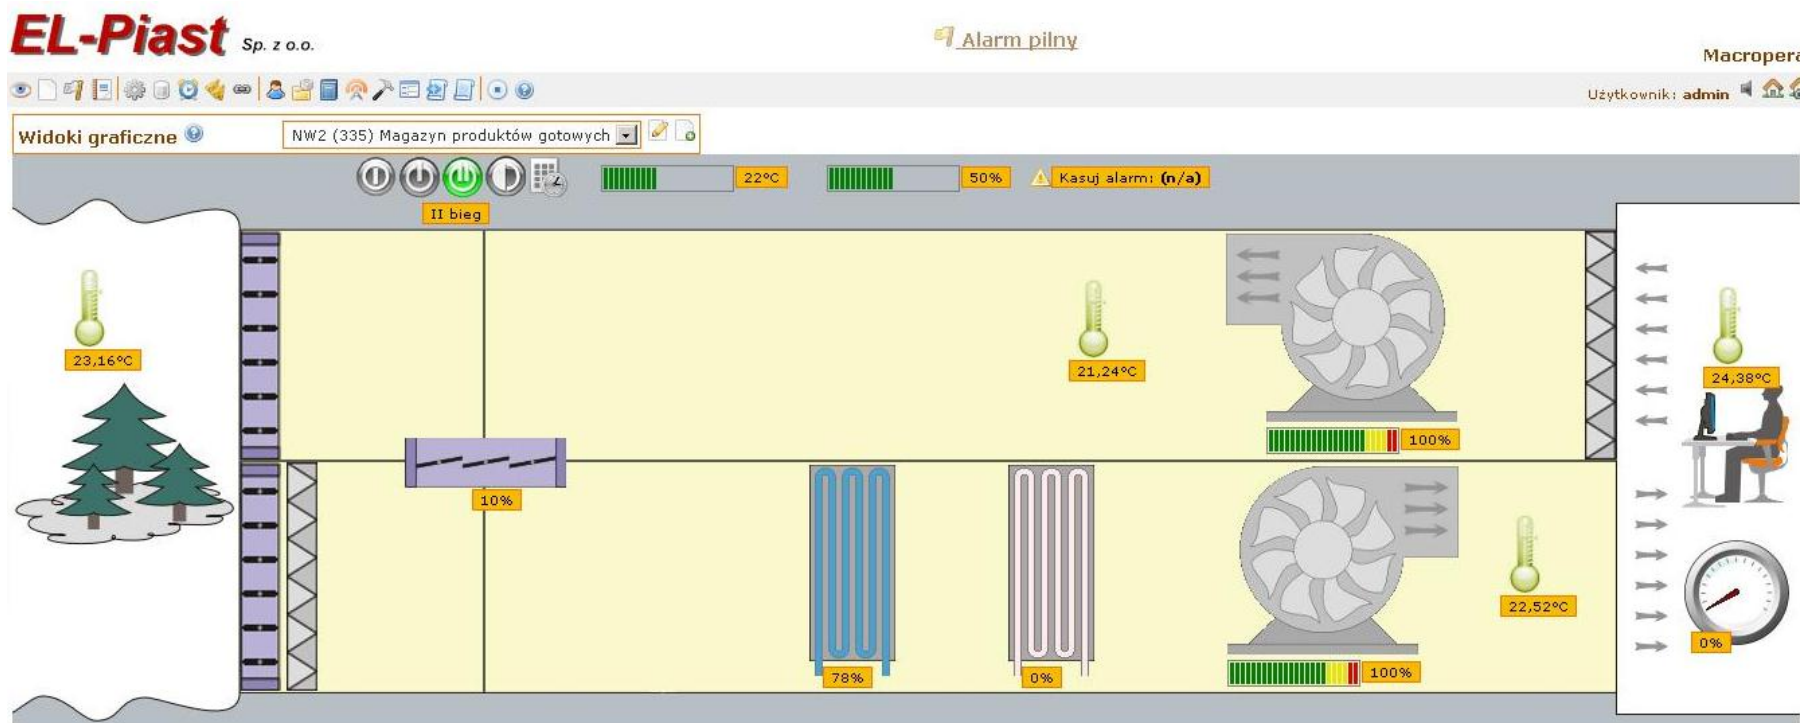 EL-Piast Sp. z o.o.
Alarm pilny
Macropera
Użytkownik: admin
Widoki graficzne
NW2 (335) Magazyn produktów gotowych
22°C
50%
Kasuj alarm: (n/a)
II bieg
23,16°C
21,24°C
24,38°C
100%
10%
22,52°C
0%
78%
0%
100%